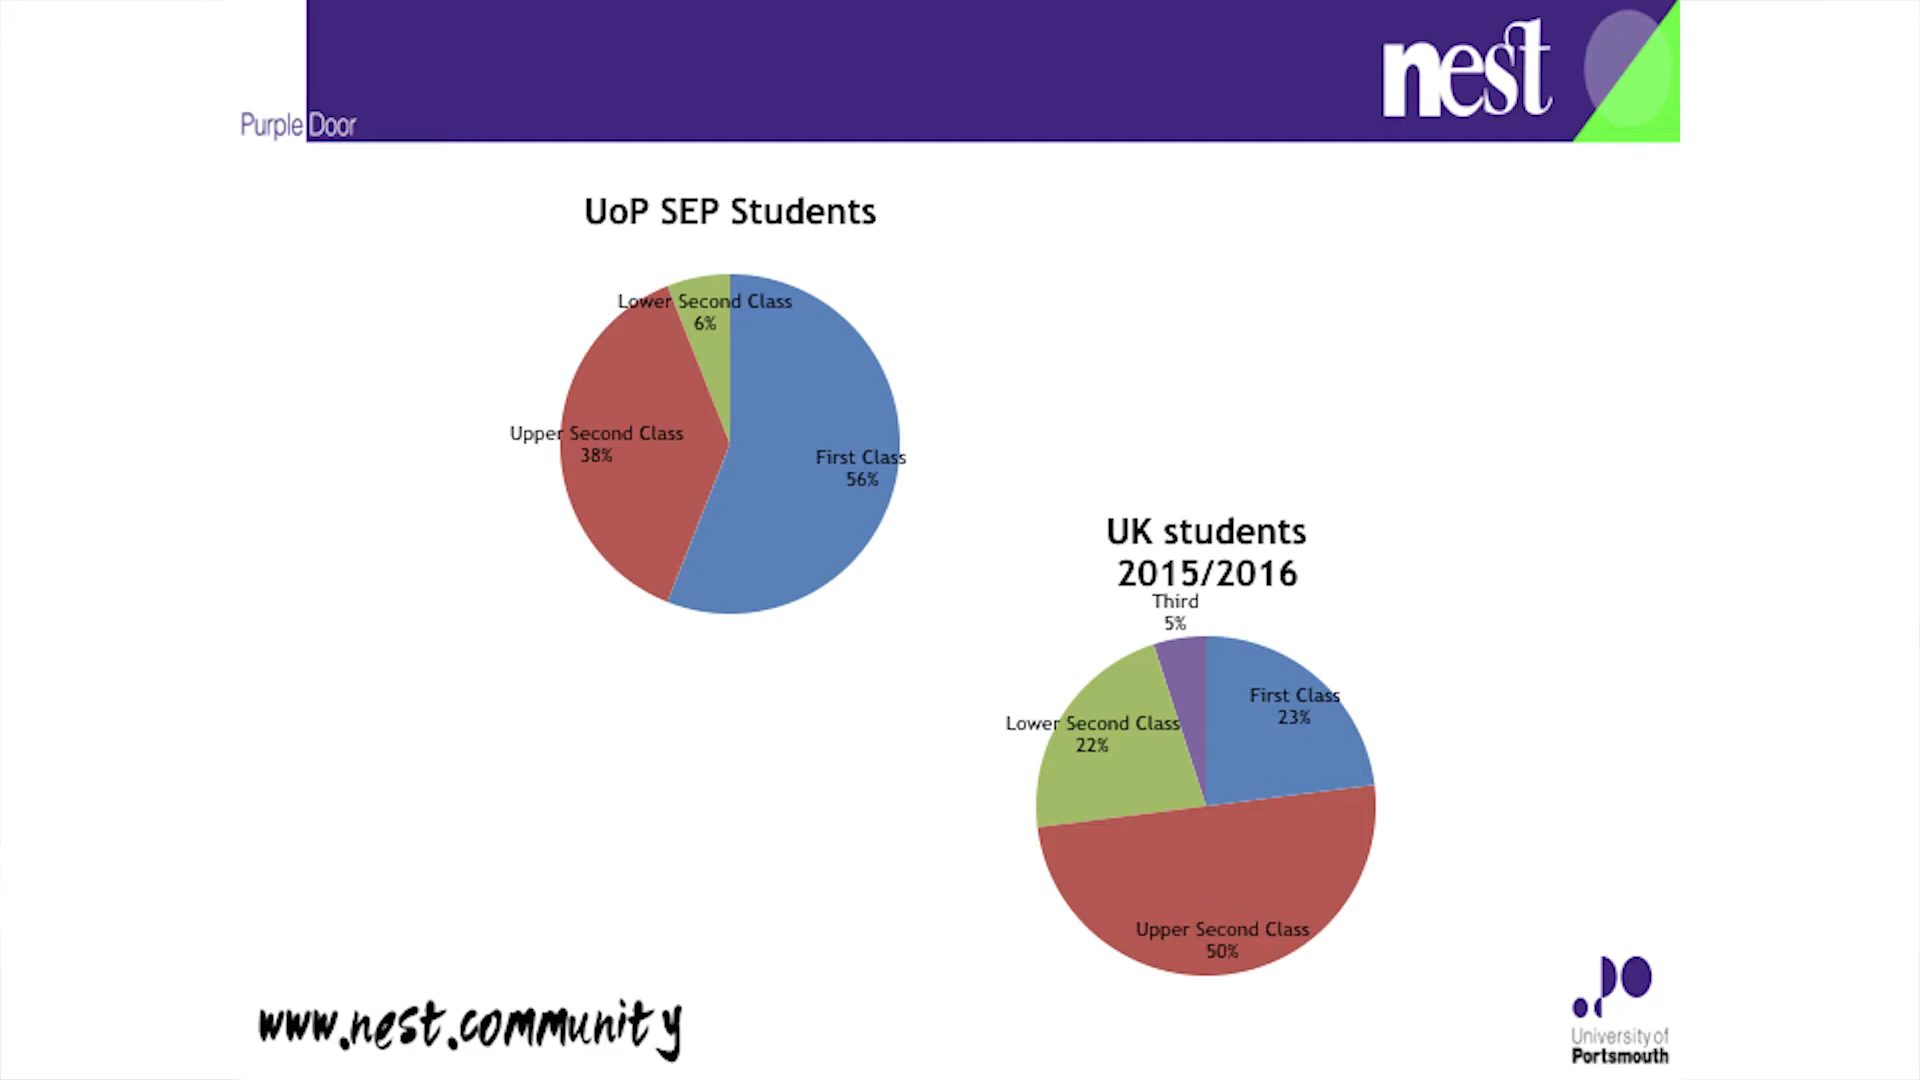 nest
Purple Door
UoP SEP Students
Lower Second Class
6%
Upper Second Class
38%
First Class
56%
UK students
2015/2016
Third
5%
First Class
23%
Lower Second Class
22%
Upper Second Class
50%
www.nest.community
University of
Portsmouth